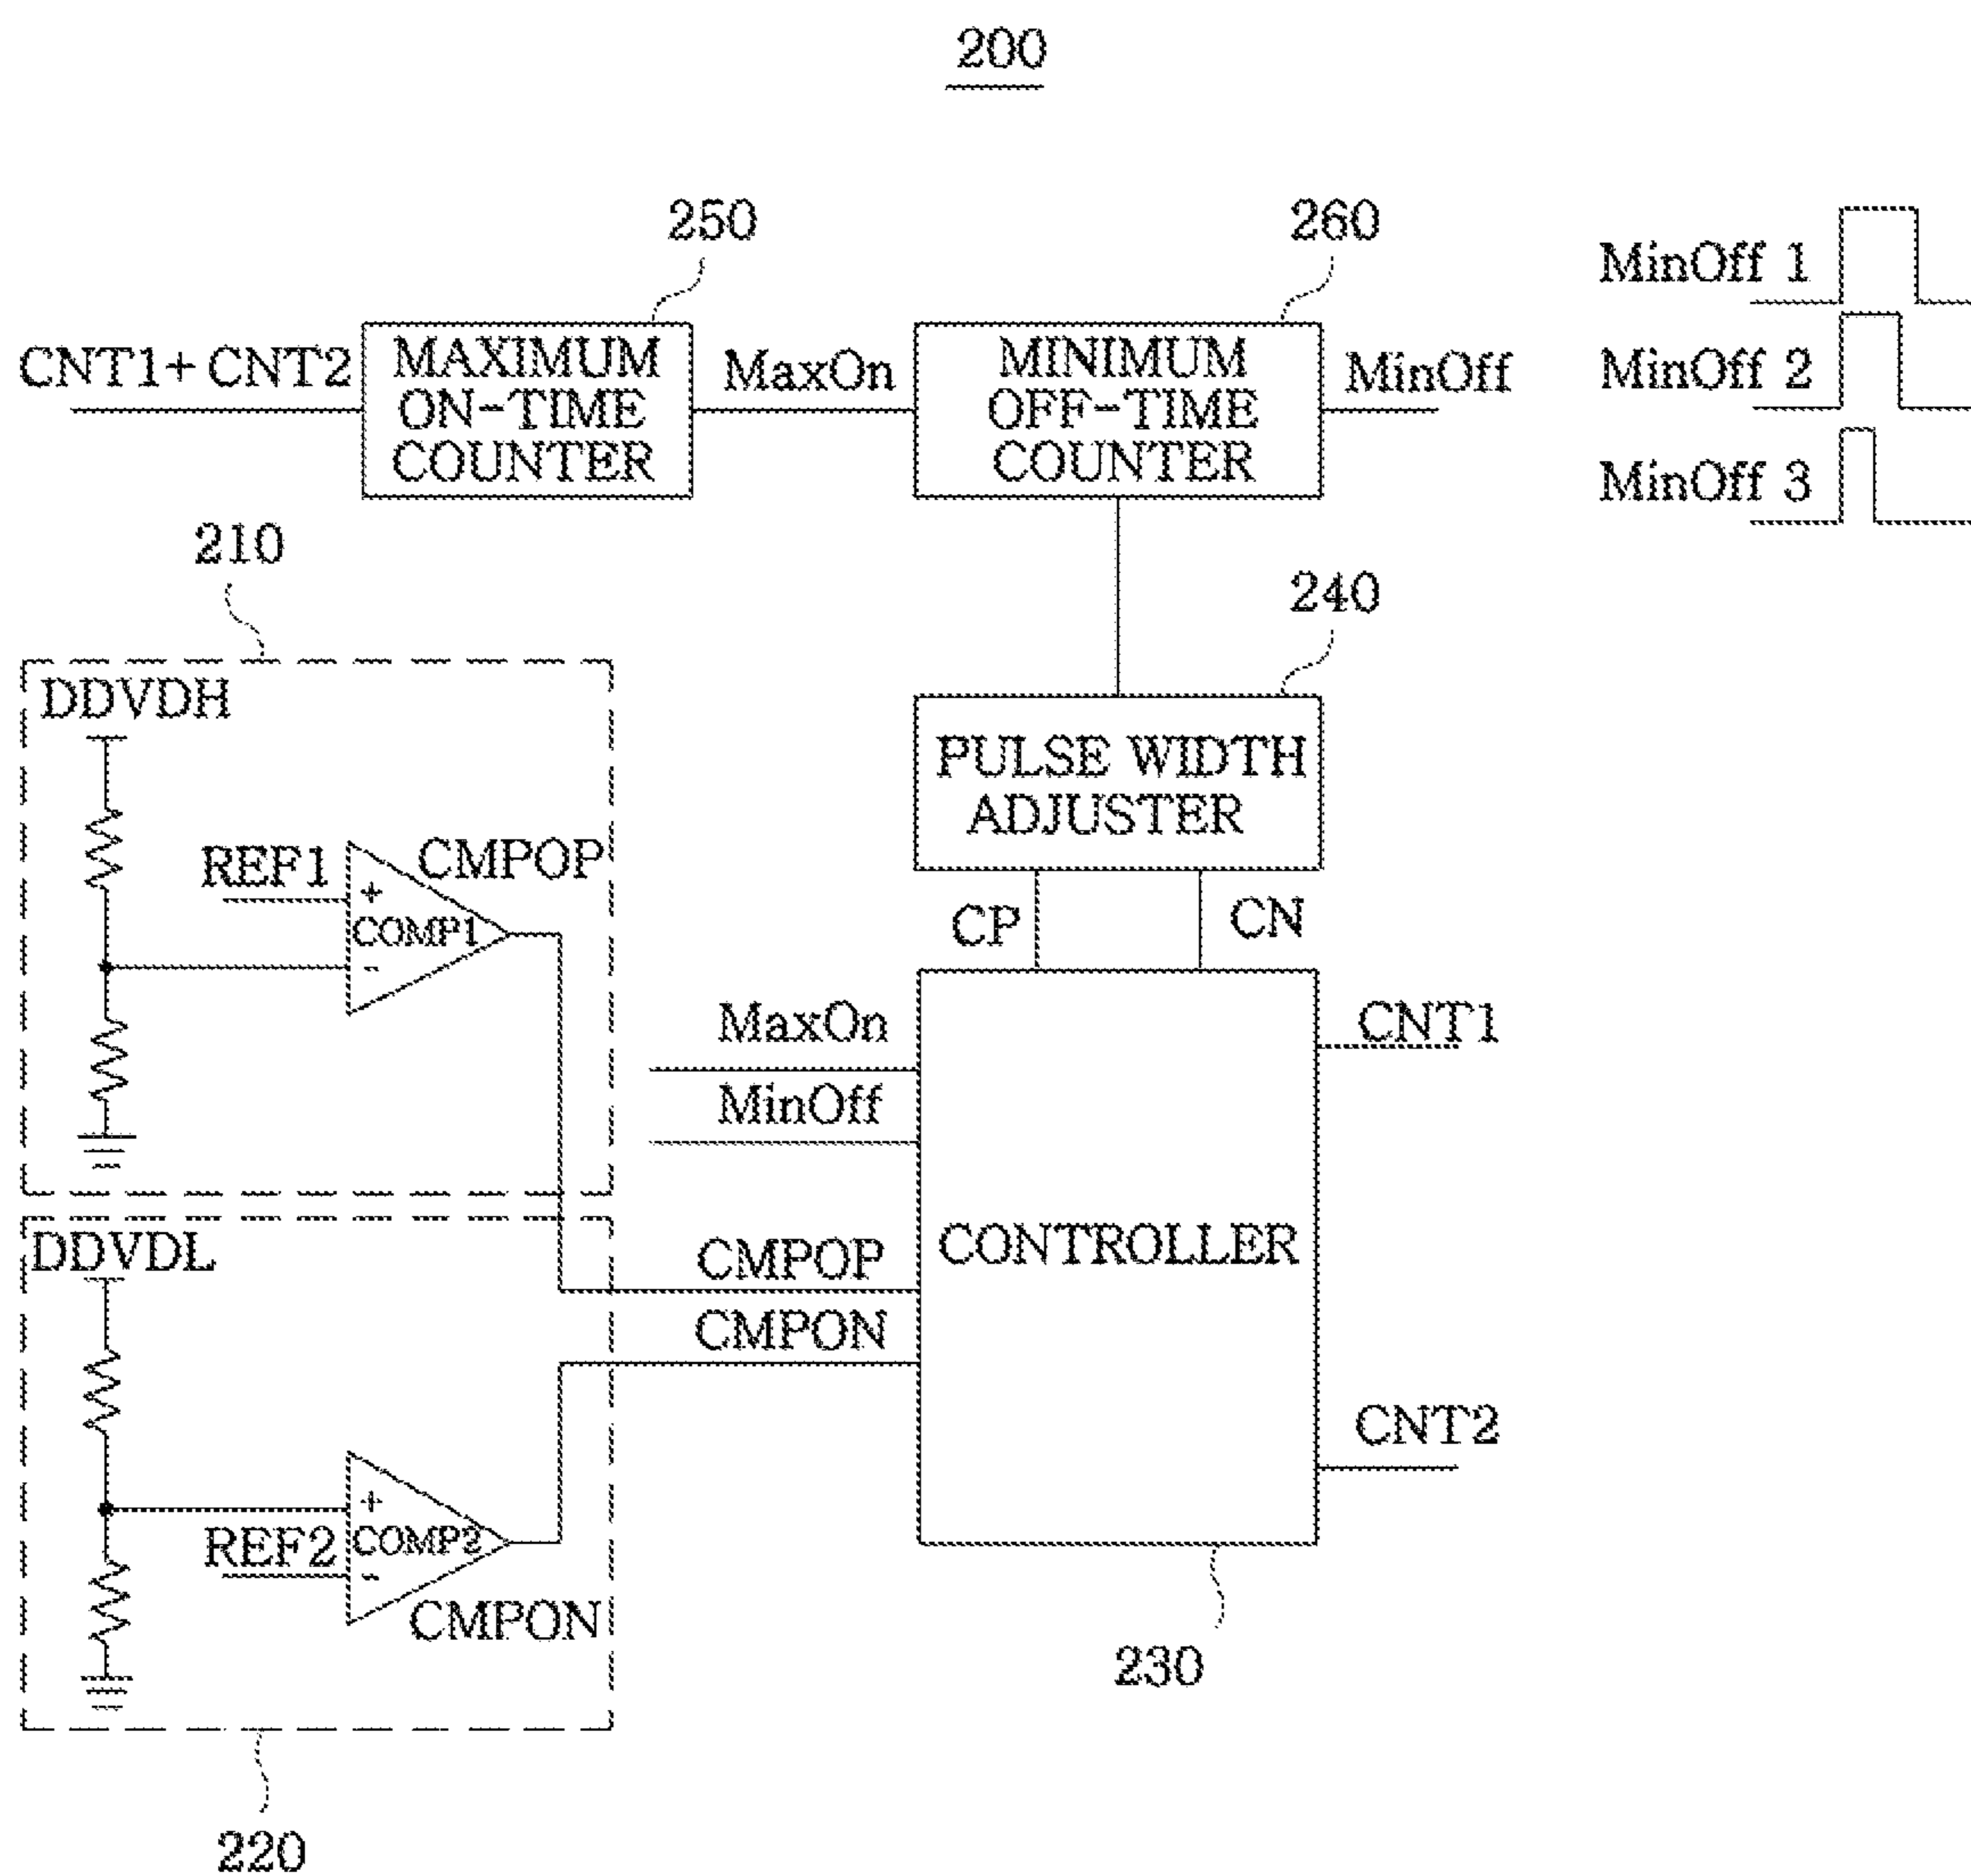 200
250
260
CNT1+CNT2
MAXIMUM
ON-TIME
COUNTER
MaxOn
MINIMUM
OFF-TIME
COUNTER
MinOff
MinOff 1
MinOff 2
MinOff 3
210
240
DDVDH
REF1
+
COMP1
-
CMPOP
PULSE WIDTH
ADJUSTER
CP
CN
MaxOn
MinOff
CNT1
DDVDL
CMPOP
CMPON
CONTROLLER
CNT2
+
COMP2
-
REF2
CMPON
230
220